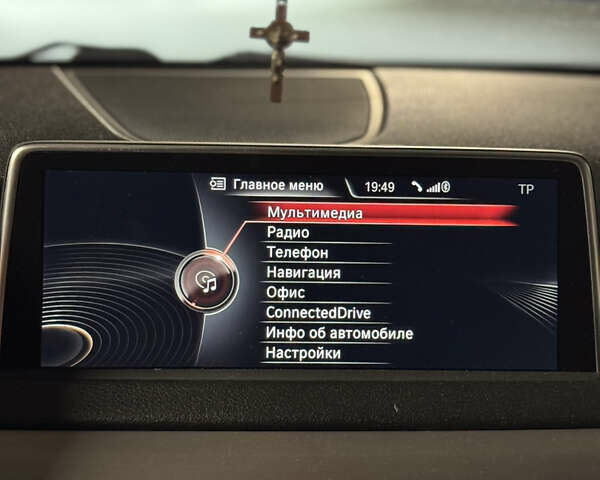 Главное меню 19:49 TP
Мультимедиа
Радио
Телефон
Навигация
Офис
ConnectedDrive
Инфо об автомобиле
Настройки